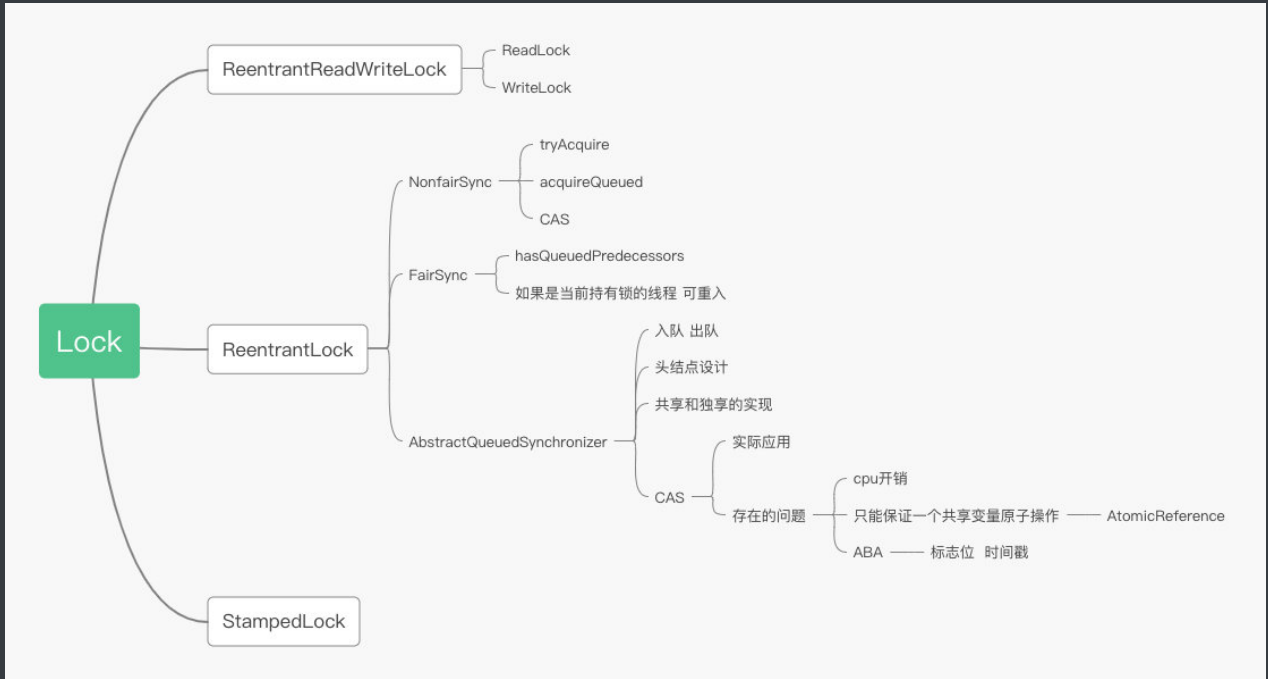 ReentrantReadWriteLock
ReadLock
WriteLock
Lock
ReentrantLock
NonfairSync
tryAcquire
acquireQueued
CAS
FairSync
hasQueuedPredecessors
如果是当前持有锁的线程 可重入
AbstractQueuedSynchronizer
入队 出队
头结点设计
共享和独享的实现
CAS
实际应用
存在的问题
cpu开销
只能保证一个共享变量原子操作
AtomicReference
ABA
标志位 时间戳
StampedLock